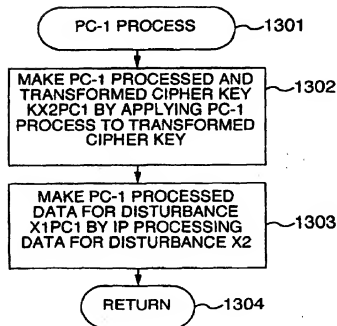 PC-1 PROCESS
1301
MAKE PC-1 PROCESSED AND
TRANSFORMED CIPHER KEY
KX2PC1 BY APPLYING PC-1
PROCESS TO TRANSFORMED
CIPHER KEY
1302
MAKE PC-1 PROCESSED
DATA FOR DISTURBANCE
X1PC1 BY IP PROCESSING
DATA FOR DISTURBANCE X2
1303
RETURN
1304